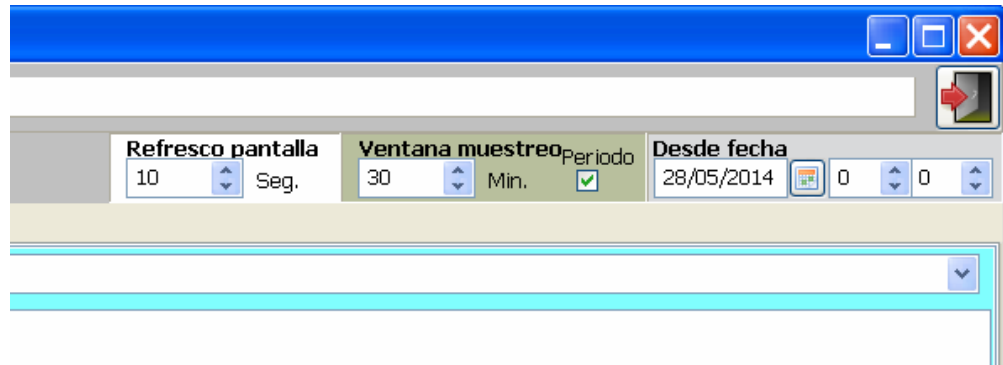 Refresco pantalla
10 Seg.
Ventana muestreo Periodo
30 Min.
Desde fecha
28/05/2014 0 0